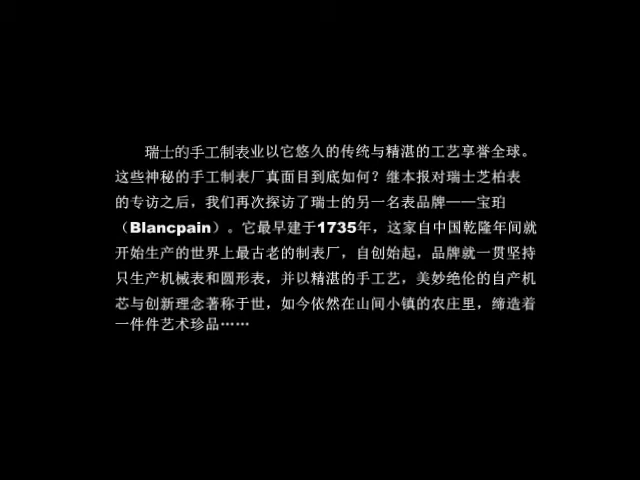 瑞士的手工制表业以它悠久的传统与精湛的工艺享誉全球。
这些神秘的手工制表厂真面目到底如何？继本报对瑞士芝柏表
的专访之后，我们再次探访了瑞士的另一名表品牌——宝珀
（Blancpain）。它最早建于1735年，这家自中国乾隆年间就
开始生产的世界上最古老的制表厂，自创始起，品牌就一贯坚持
只生产机械表和圆形表，并以精湛的手工艺，美妙绝伦的自产机
芯与创新理念著称于世，如今依然在山间小镇的农庄里，缔造着
一件件艺术珍品……